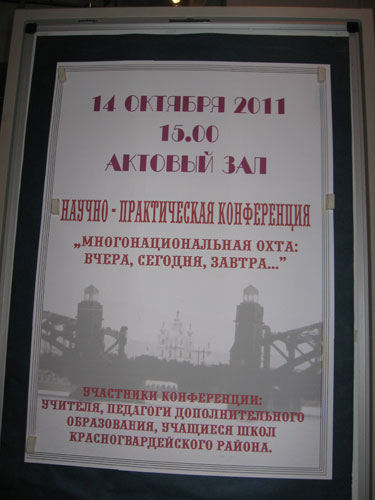 14 ОКТЯБРЯ 2011
15.00
АКТОВЫЙ ЗАЛ
НАУЧНО - ПРАКТИЧЕСКАЯ КОНФЕРЕНЦИЯ
„МНОГОНАЦИОНАЛЬНАЯ ОХТА:
ВЧЕРА, СЕГОДНЯ, ЗАВТРА...”
УЧАСТНИКИ КОНФЕРЕНЦИИ:
УЧИТЕЛЯ, ПЕДАГОГИ ДОПОЛНИТЕЛЬНОГО
ОБРАЗОВАНИЯ, УЧАЩИЕСЯ ШКОЛ
КРАСНОГВАРДЕЙСКОГО РАЙОНА.